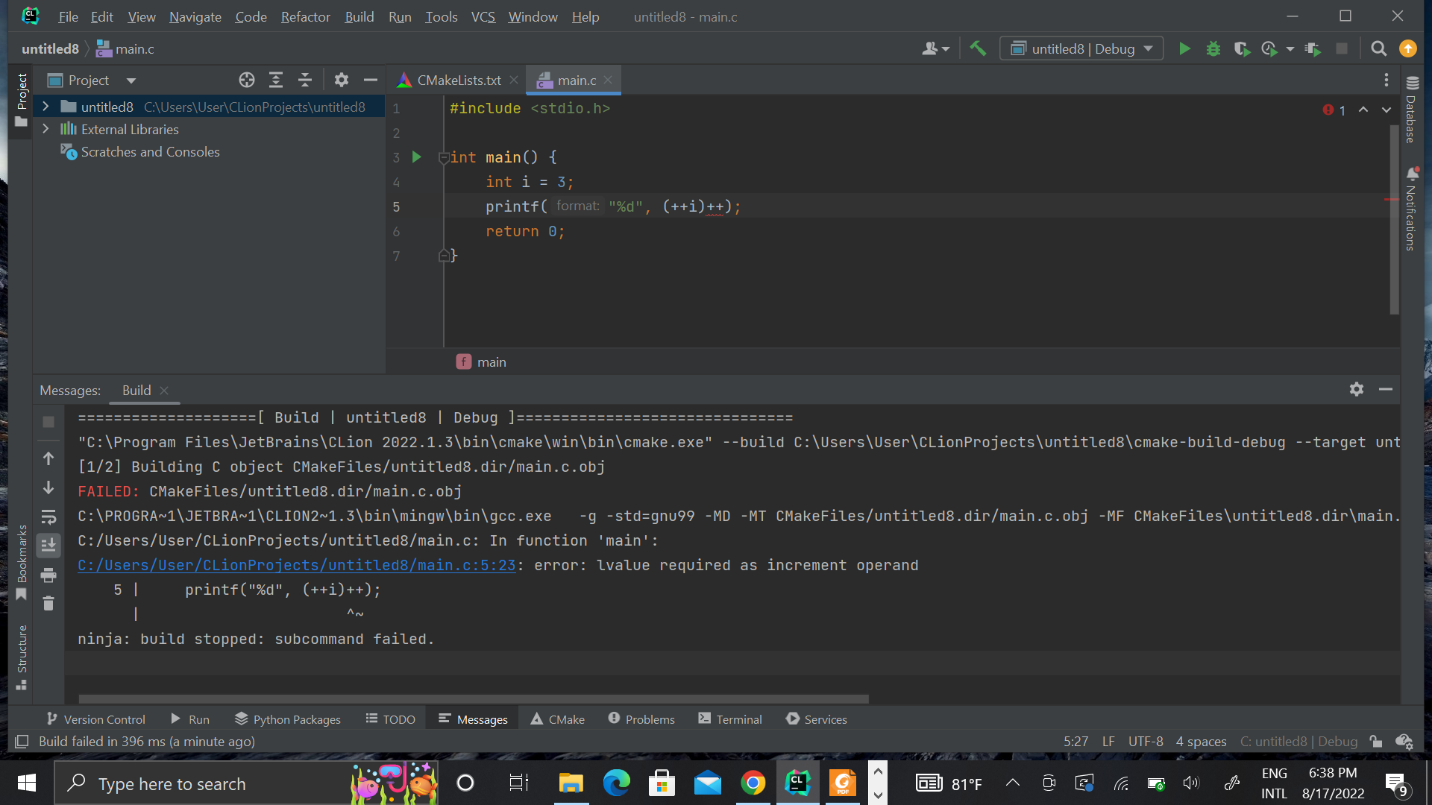 CL File Edit View Navigate Code Refactor Build Run Tools VCS Window Help untitled8 - main.c
untitled8 main.c untitled8 | Debug
Project Project CMakeLists.txt main.c
untitled8 C:\Users\User\CLionProjects\untitled8
External Libraries
Scratches and Consoles
1 #include <stdio.h>
2
3 int main() {
4 int i = 3;
5 printf( format: "%d", (++i)++);
6 return 0;
7 }
1
Database
Notifications
f main
Messages: Build
====================[ Build | untitled8 | Debug ]===============================
"C:\Program Files\JetBrains\CLion 2022.1.3\bin\cmake\win\bin\cmake.exe" --build C:\Users\User\CLionProjects\untitled8\cmake-build-debug --target unt
[1/2] Building C object CMakeFiles/untitled8.dir/main.c.obj
FAILED: CMakeFiles/untitled8.dir/main.c.obj
C:\PROGRA~1\JETBRA~1\CLION2~1.3\bin\mingw\bin\gcc.exe   -g -std=gnu99 -MD -MT CMakeFiles/untitled8.dir/main.c.obj -MF CMakeFiles\untitled8.dir\main.
C:/Users/User/CLionProjects/untitled8/main.c: In function 'main':
C:/Users/User/CLionProjects/untitled8/main.c:5:23: error: lvalue required as increment operand
5 |     printf("%d", (++i)++);
|                       ^~
ninja: build stopped: subcommand failed.
Bookmarks
Structure
Version Control Run Python Packages TODO Messages CMake Problems Terminal Services
Build failed in 396 ms (a minute ago) 5:27 LF UTF-8 4 spaces C: untitled8 | Debug
Type here to search CL PDF 81°F ENG 6:38 PM
INTL 8/17/2022 9